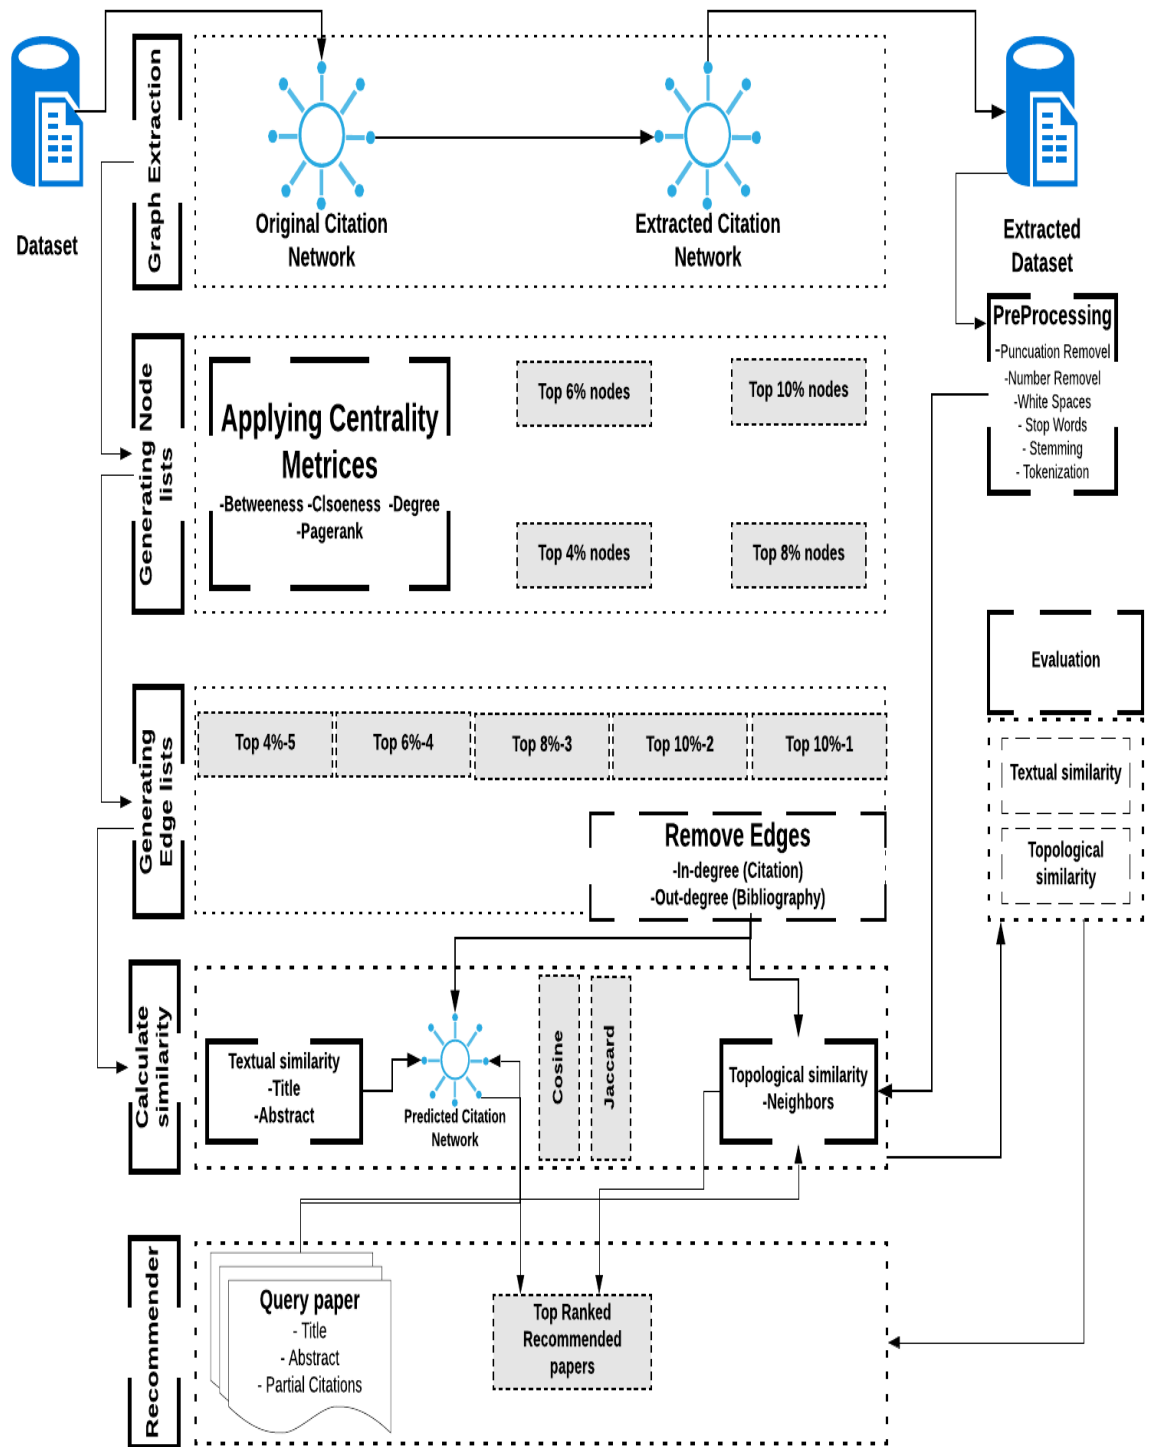 Dataset
Graph Extraction
Original Citation
Network
Extracted Citation
Network
Extracted
Dataset
PreProcessing
-Puncuation Removel
-Number Removel
-White Spaces
- Stop Words
- Stemming
- Tokenization
Generating Node
lists
Applying Centrality
Metrices
-Betweeness -Clsoeness -Degree
-Pagerank
Top 6% nodes
Top 10% nodes
Top 4% nodes
Top 8% nodes
Evaluation
Textual similarity
Topological
similarity
Generating
Edge lists
Top 4%-5
Top 6%-4
Top 8%-3
Top 10%-2
Top 10%-1
Remove Edges
-In-degree (Citation)
-Out-degree (Bibliography)
Calculate
similarity
Textual similarity
-Title
-Abstract
Predicted Citation
Network
Cosine
Jaccard
Topological similarity
-Neighbors
Recommender
Query paper
- Title
- Abstract
- Partial Citations
Top Ranked
Recommended
papers